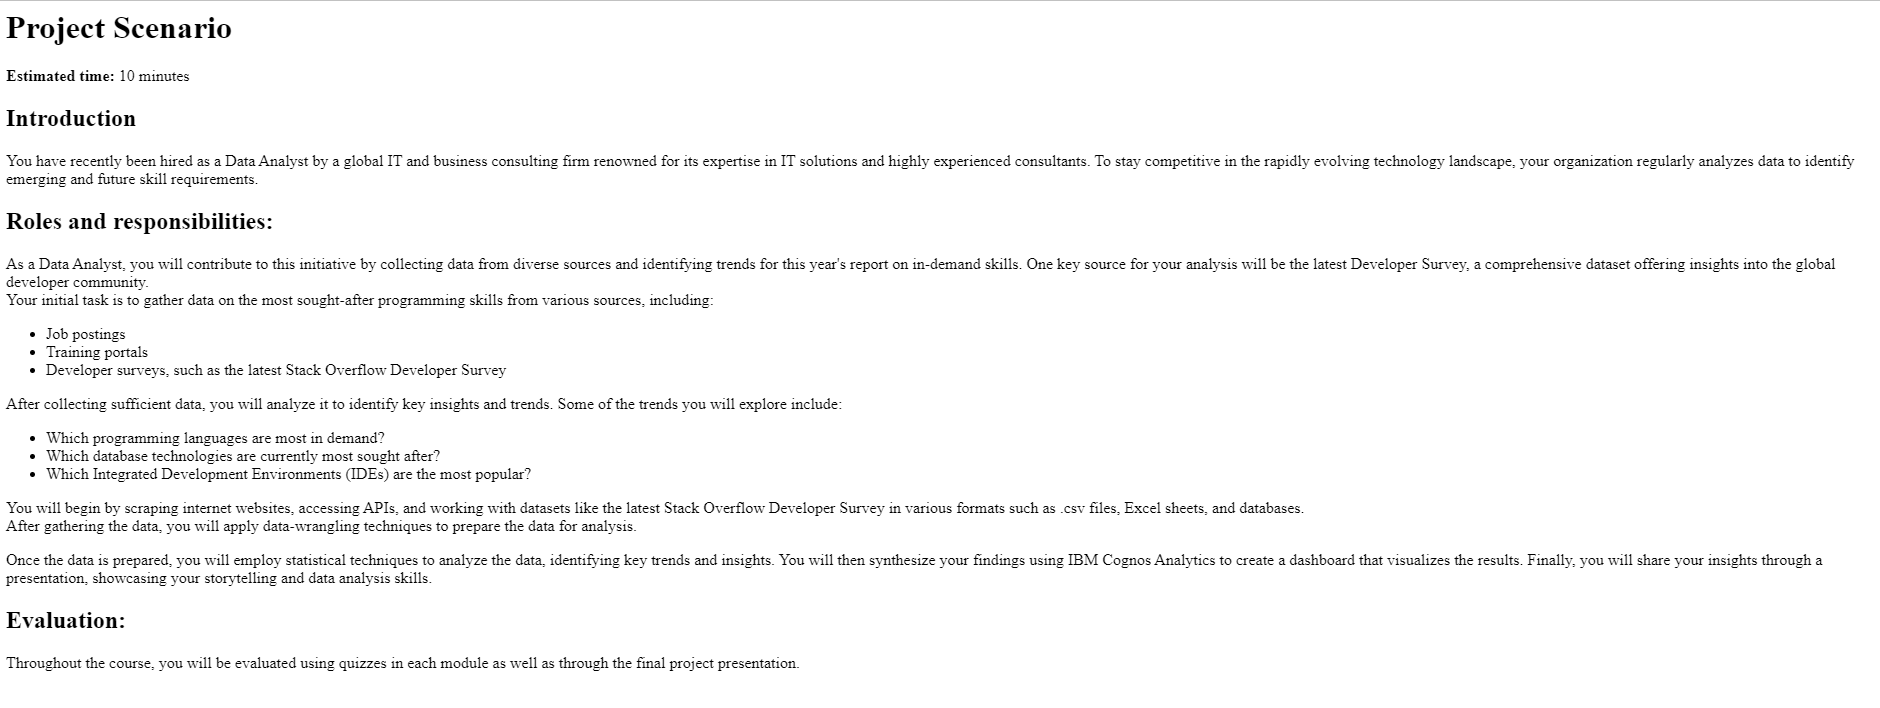 Project Scenario
Estimated time: 10 minutes
Introduction
You have recently been hired as a Data Analyst by a global IT and business consulting firm renowned for its expertise in IT solutions and highly experienced consultants. To stay competitive in the rapidly evolving technology landscape, your organization regularly analyzes data to identify
emerging and future skill requirements.
Roles and responsibilities:
As a Data Analyst, you will contribute to this initiative by collecting data from diverse sources and identifying trends for this year's report on in-demand skills. One key source for your analysis will be the latest Developer Survey, a comprehensive dataset offering insights into the global
developer community.
Your initial task is to gather data on the most sought-after programming skills from various sources, including:
• Job postings
• Training portals
• Developer surveys, such as the latest Stack Overflow Developer Survey
After collecting sufficient data, you will analyze it to identify key insights and trends. Some of the trends you will explore include:
• Which programming languages are most in demand?
• Which database technologies are currently most sought after?
• Which Integrated Development Environments (IDEs) are the most popular?
You will begin by scraping internet websites, accessing APIs, and working with datasets like the latest Stack Overflow Developer Survey in various formats such as .csv files, Excel sheets, and databases.
After gathering the data, you will apply data-wrangling techniques to prepare the data for analysis.
Once the data is prepared, you will employ statistical techniques to analyze the data, identifying key trends and insights. You will then synthesize your findings using IBM Cognos Analytics to create a dashboard that visualizes the results. Finally, you will share your insights through a
presentation, showcasing your storytelling and data analysis skills.
Evaluation:
Throughout the course, you will be evaluated using quizzes in each module as well as through the final project presentation.